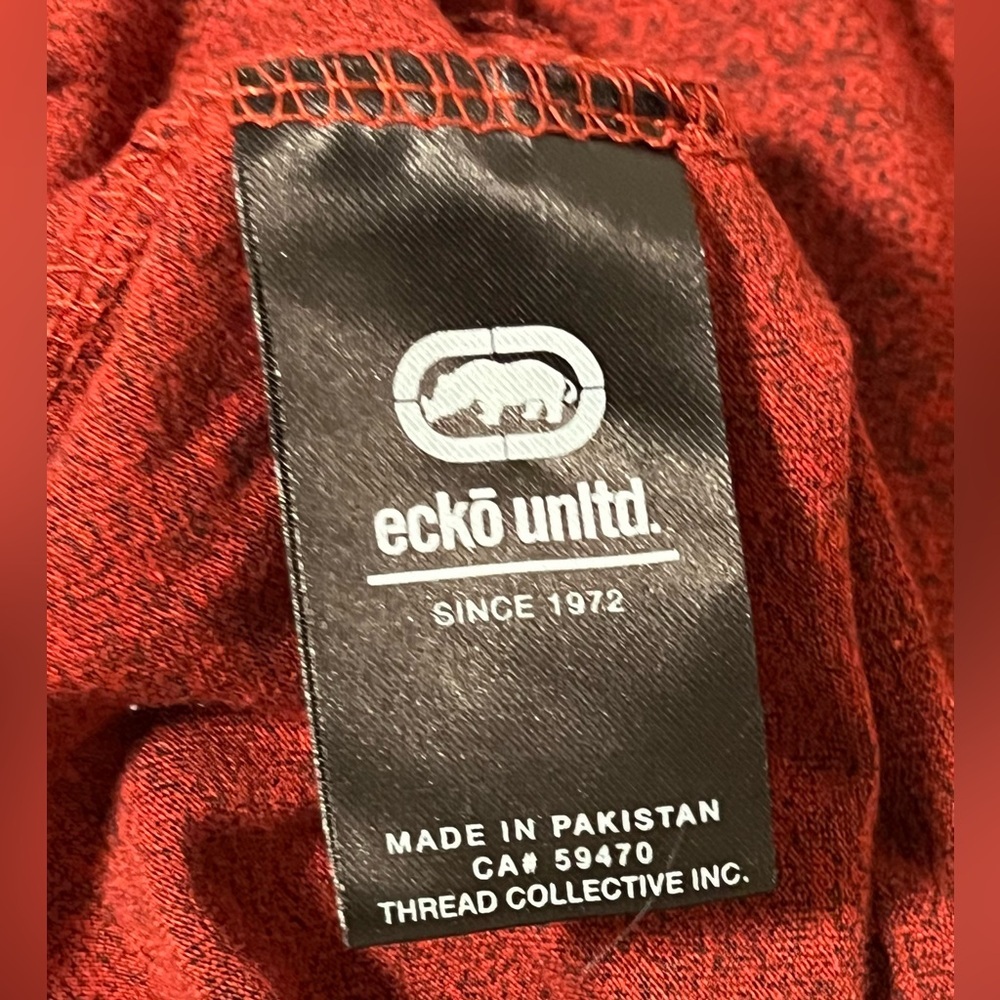 eckō unltd.
SINCE 1972
MADE IN PAKISTAN
CA# 59470
THREAD COLLECTIVE INC.